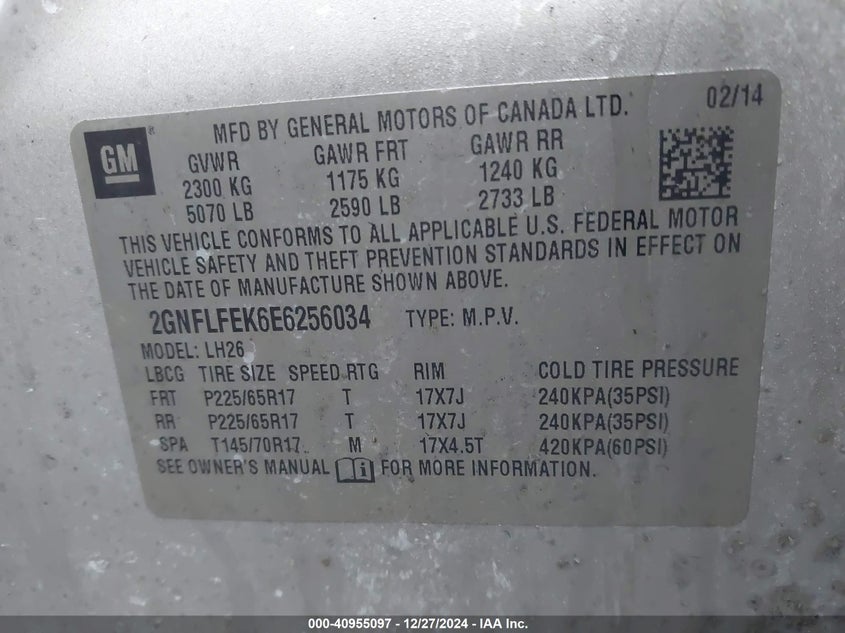 MFD BY GENERAL MOTORS OF CANADA LTD. 02/14
GM ®
GVWR GAWR FRT GAWR RR
2300 KG 1175 KG 1240 KG
5070 LB 2590 LB 2733 LB
THIS VEHICLE CONFORMS TO ALL APPLICABLE U.S. FEDERAL MOTOR
VEHICLE SAFETY AND THEFT PREVENTION STANDARDS IN EFFECT ON
THE DATE OF MANUFACTURE SHOWN ABOVE.
2GNFLFEK6E6256034 TYPE: M.P.V.
MODEL: LH26
LBCG TIRE SIZE SPEED RTG RIM COLD TIRE PRESSURE
FRT P225/65R17 T 17X7J 240KPA(35PSI)
RR P225/65R17 T 17X7J 240KPA(35PSI)
SPA T145/70R17 M 17X4.5T 420KPA(60PSI)
SEE OWNER'S MANUAL i FOR MORE INFORMATION.
000-40955097 - 12/27/2024 - IAA Inc.